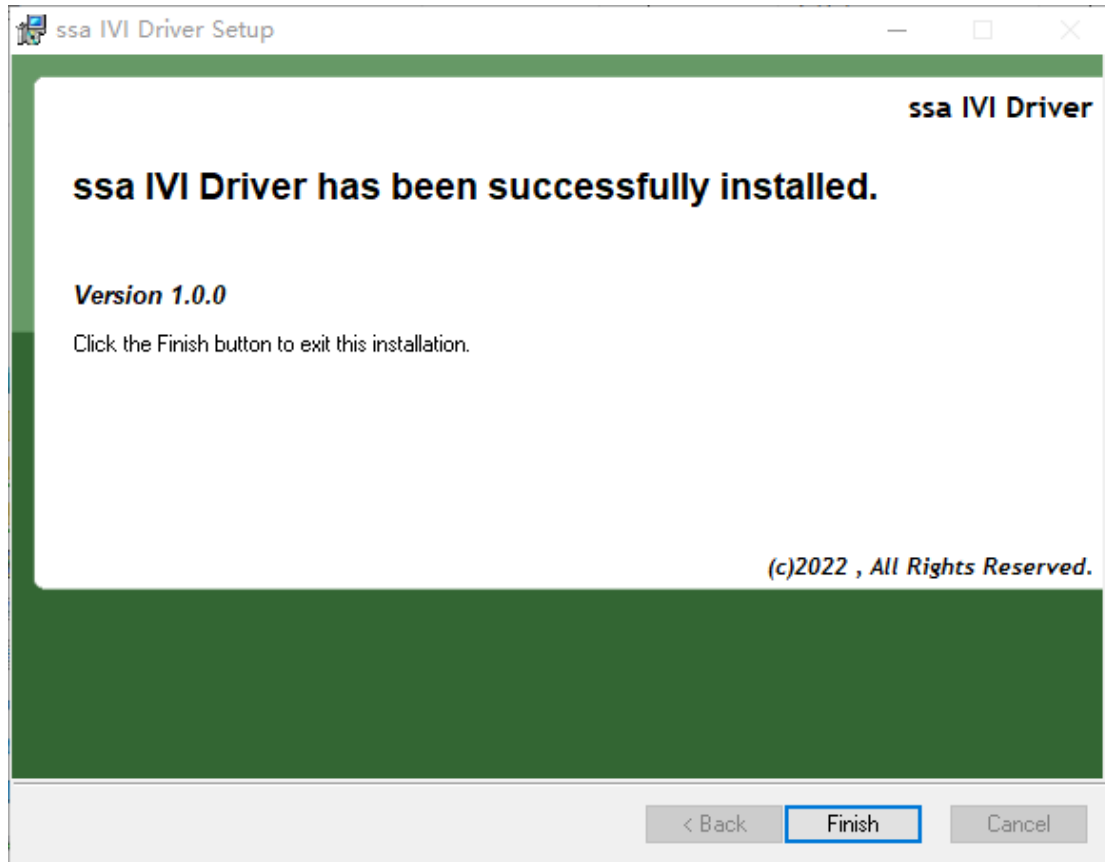 ssa IVI Driver Setup
ssa IVI Driver
ssa IVI Driver has been successfully installed.
Version 1.0.0
Click the Finish button to exit this installation.
(c)2022 , All Rights Reserved.
< Back Finish Cancel